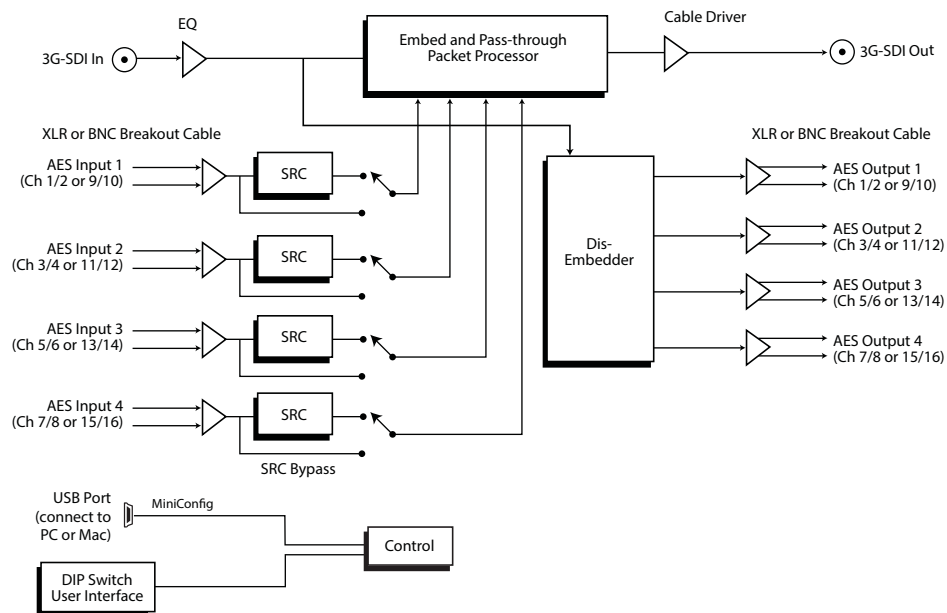 EQ
Cable Driver
3G-SDI In
Embed and Pass-through
Packet Processor
3G-SDI Out
XLR or BNC Breakout Cable
XLR or BNC Breakout Cable
AES Input 1
(Ch 1/2 or 9/10)
SRC
AES Output 1
(Ch 1/2 or 9/10)
AES Input 2
(Ch 3/4 or 11/12)
SRC
Dis-
Embedder
AES Output 2
(Ch 3/4 or 11/12)
AES Input 3
(Ch 5/6 or 13/14)
SRC
AES Output 3
(Ch 5/6 or 13/14)
AES Input 4
(Ch 7/8 or 15/16)
SRC
AES Output 4
(Ch 7/8 or 15/16)
SRC Bypass
USB Port
(connect to
PC or Mac)
MiniConfig
Control
DIP Switch
User Interface